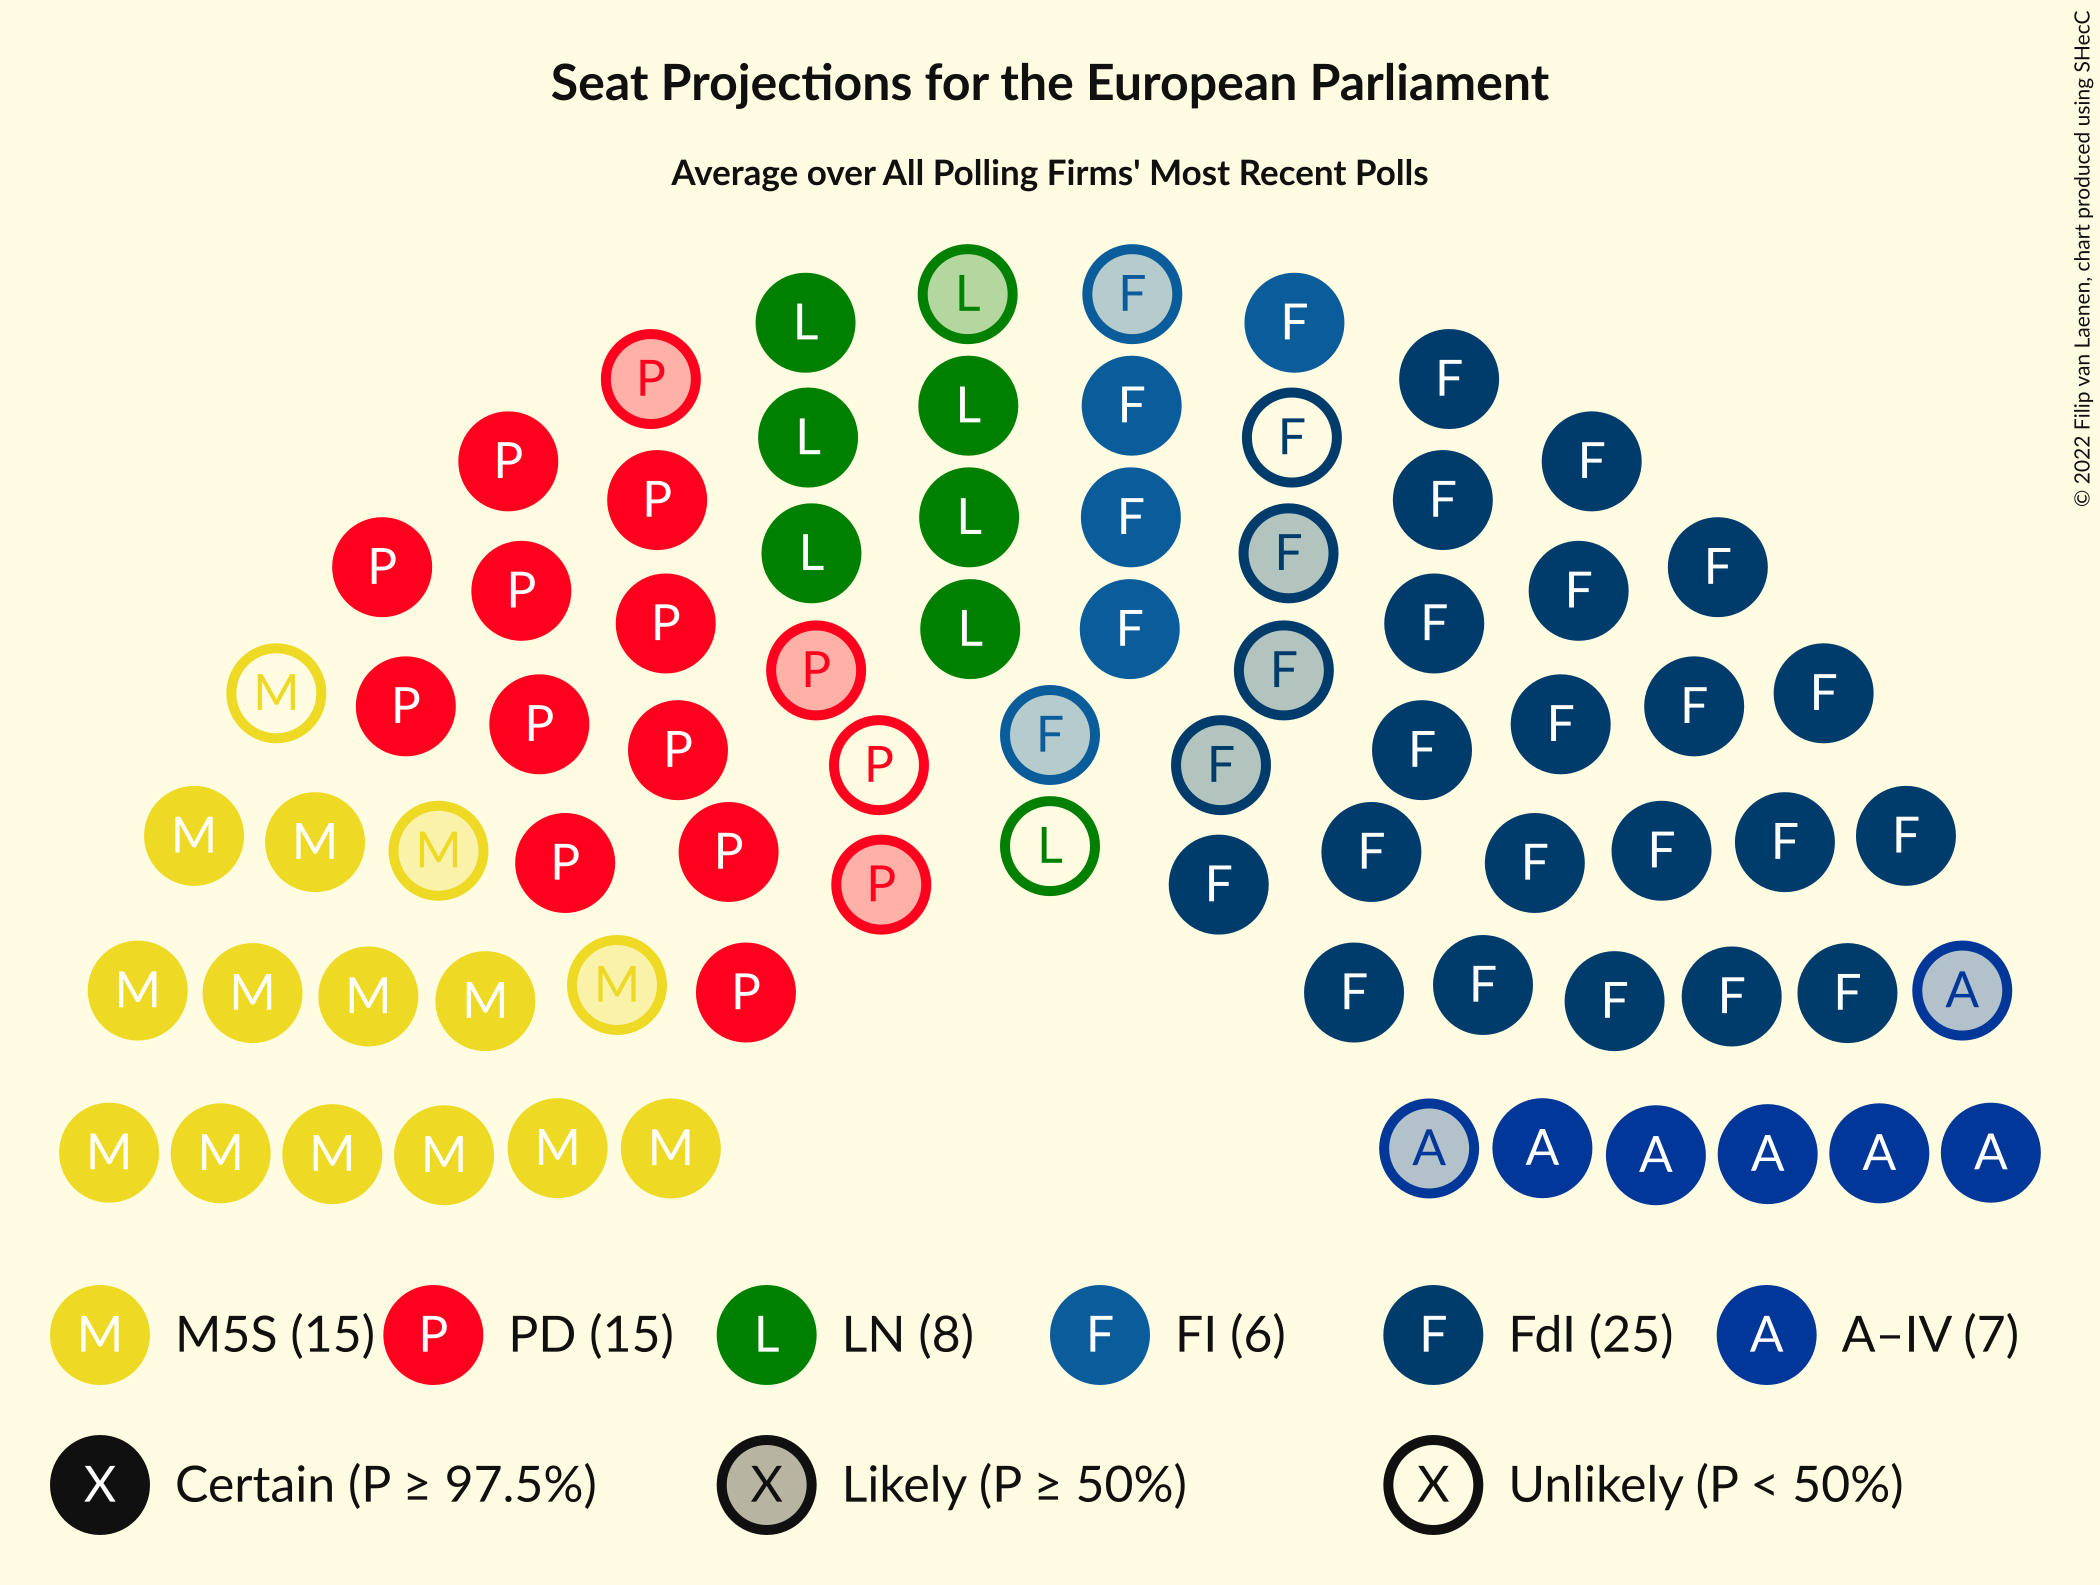 Seat Projections for the European Parliament
Average over All Polling Firms' Most Recent Polls
© 2022 Filip van Laenen, chart produced using SHecC
L F
L F
P F
L F
P F
L F
P P F F
L F
L F
P F
P P F F
P F
L F
P F
M F
P F
P F
P F
F
P F
M F
M F
L
M F
P F
P F
P F
M A
M F
M F
M F
M F
P F
M A
M A
M A
M A
M A
M A
M M5S (15) P PD (15) L LN (8) F FI (6) F FdI (25) A A–IV (7)
X Certain (P ≥ 97.5%) X Likely (P ≥ 50%) X Unlikely (P < 50%)